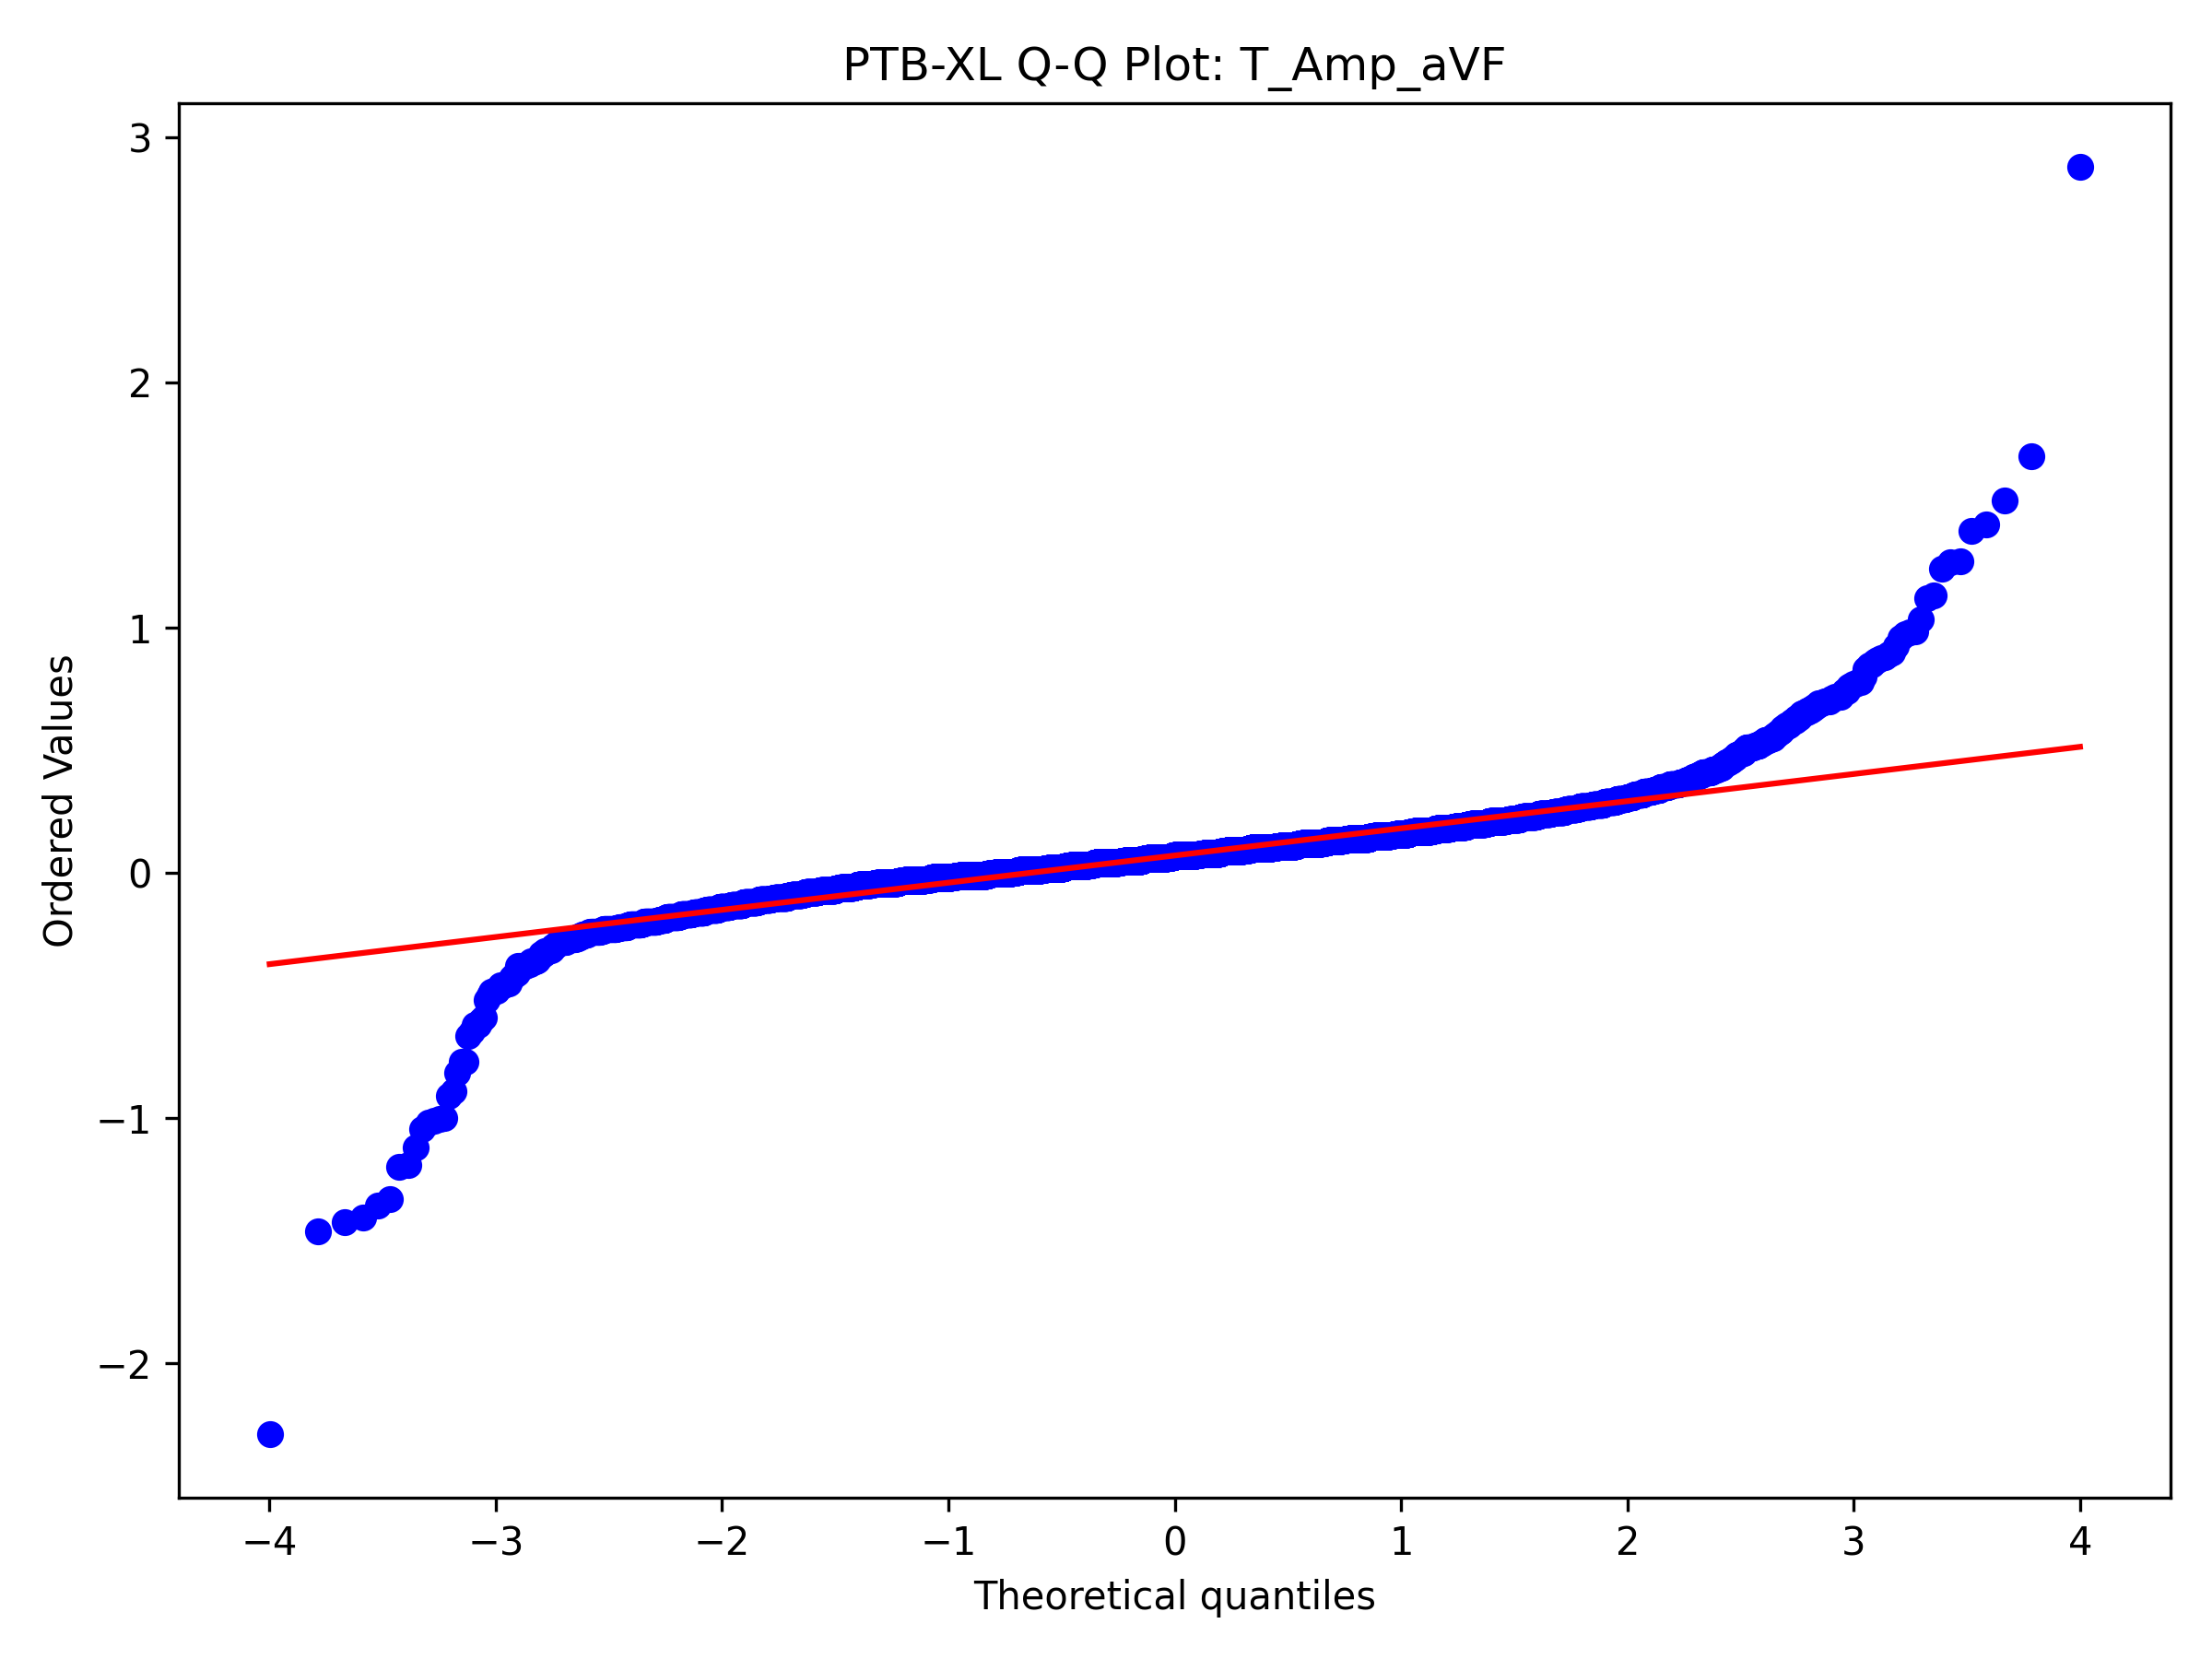 PTB-XL Q-Q Plot: T_Amp_aVF
3
2
1
0
−1
−2
Ordered Values
−4 −3 −2 −1 0 1 2 3 4
Theoretical quantiles